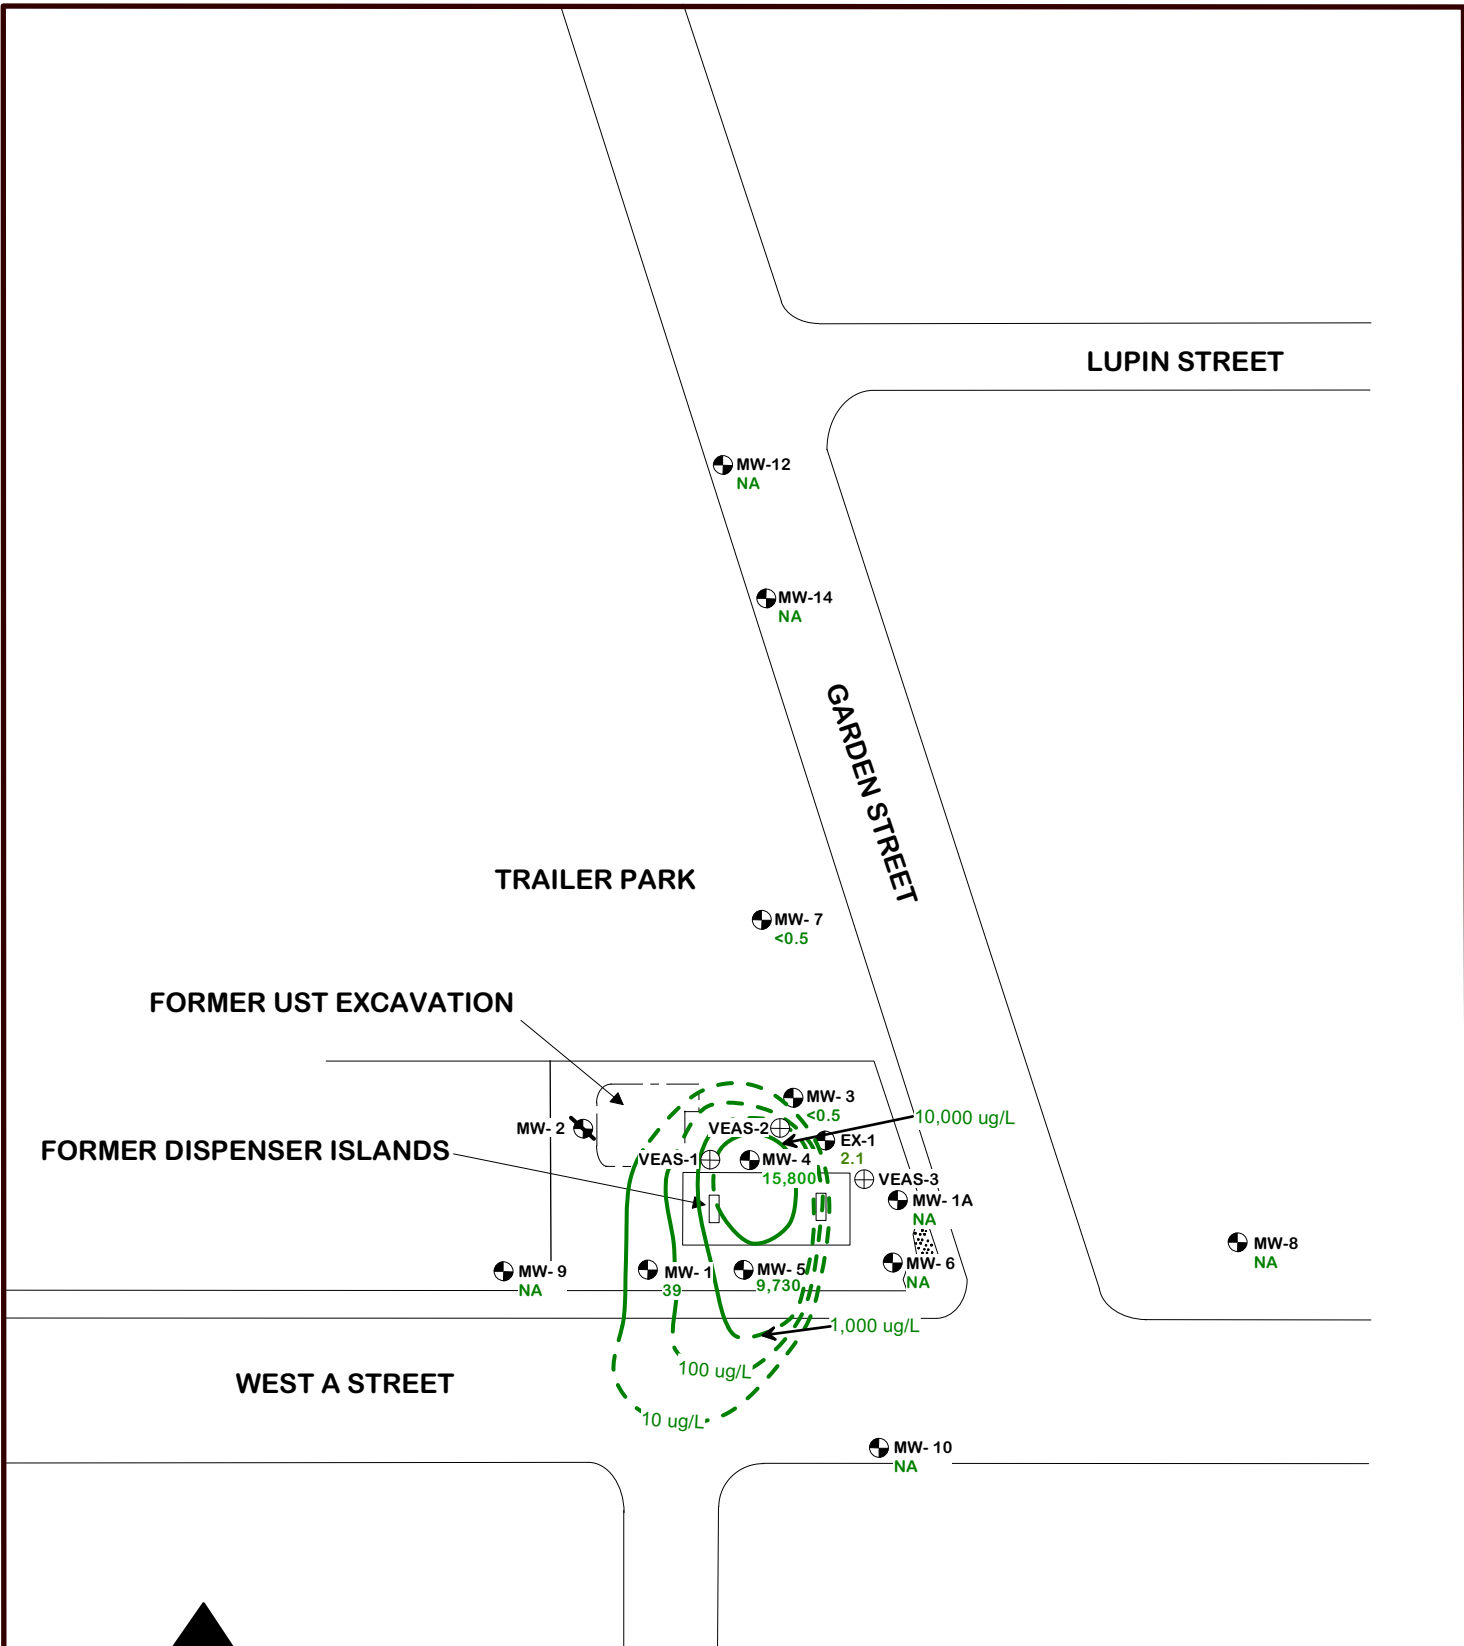 LUPIN STREET
MW-12
NA
MW-14
NA
GARDEN STREET
TRAILER PARK
MW- 7
<0.5
FORMER UST EXCAVATION
MW- 3
<0.5
10,000 ug/L
MW- 2
VEAS-2
EX-1
2.1
FORMER DISPENSER ISLANDS
VEAS-1
MW- 4
15,800
VEAS-3
MW- 1A
NA
MW-8
NA
MW- 9
NA
MW- 1
39
MW- 5
9,730
MW- 6
NA
1,000 ug/L
100 ug/L
WEST A STREET
10 ug/L
MW- 10
NA